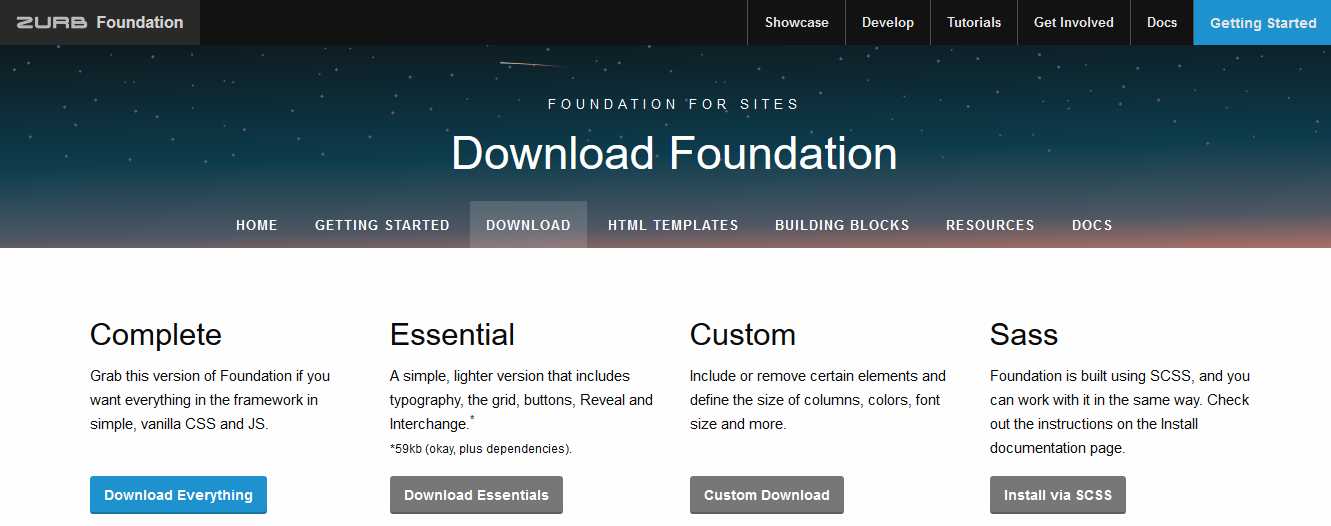 ZURB Foundation Showcase Develop Tutorials Get Involved Docs Getting Started
FOUNDATION FOR SITES
Download Foundation
HOME GETTING STARTED DOWNLOAD HTML TEMPLATES BUILDING BLOCKS RESOURCES DOCS
Complete
Grab this version of Foundation if you
want everything in the framework in
simple, vanilla CSS and JS.
Download Everything
Essential
A simple, lighter version that includes
typography, the grid, buttons, Reveal and
Interchange.*
*59kb (okay, plus dependencies).
Download Essentials
Custom
Include or remove certain elements and
define the size of columns, colors, font
size and more.
Custom Download
Sass
Foundation is built using SCSS, and you
can work with it in the same way. Check
out the instructions on the Install
documentation page.
Install via SCSS